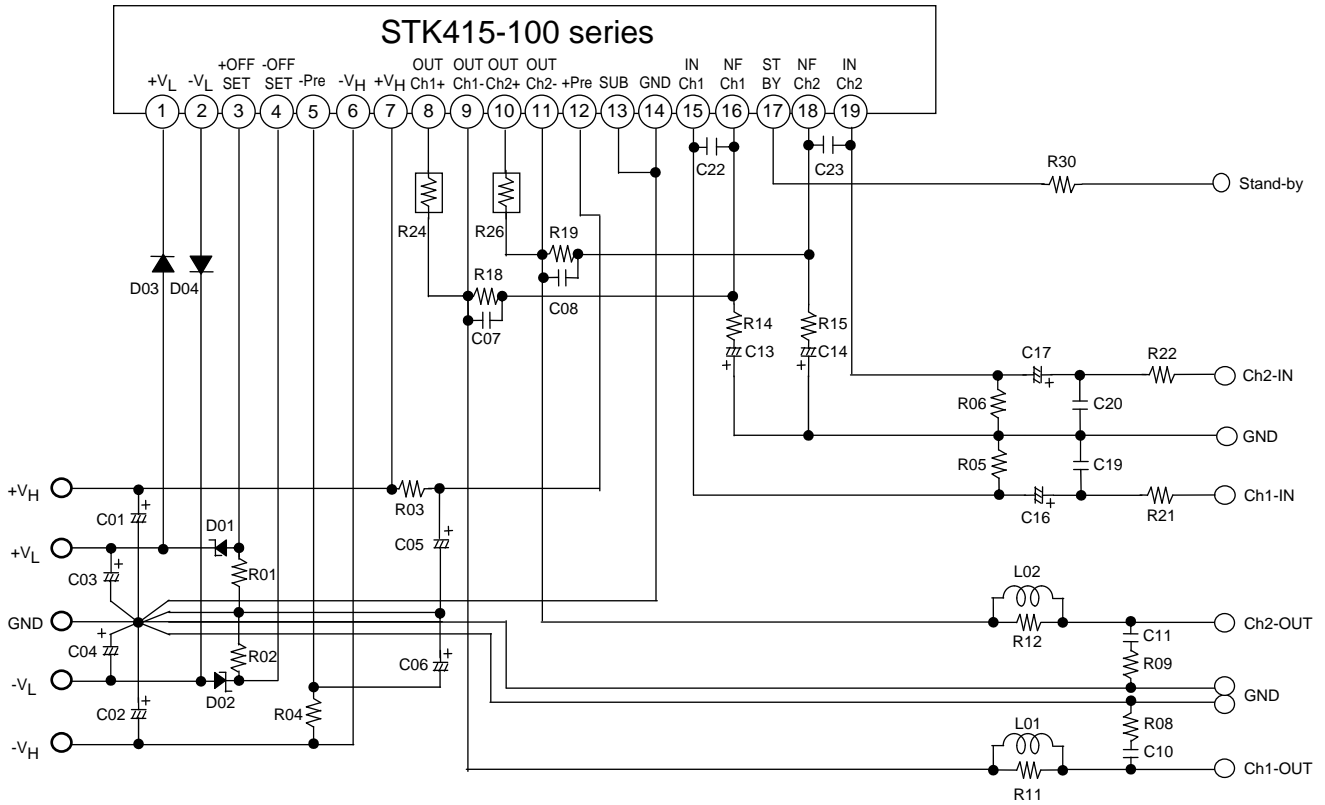 STK415-100 series
+VL -VL +OFF SET -OFF SET -Pre -VH +VH OUT Ch1+ OUT Ch1- OUT Ch2+ OUT Ch2- +Pre SUB GND IN Ch1 NF Ch1 ST BY NF Ch2 IN Ch2
1 2 3 4 5 6 7 8 9 10 11 12 13 14 15 16 17 18 19
C22 C23
R30 Stand-by
R24 R26 R19
D03 D04
R18 C08
C07
R14 R15
C13 C14
+ +
C17 R22
+ Ch2-IN
R06 C20
GND
R05 C19
+VH
R03
+ Ch1-IN
C16 R21
C01 +
D01
+VL
C05 +
C03 +
R01
L02
GND
R12 Ch2-OUT
C04 +
R02
C06 +
C11
R09
-VL
D02
GND
C02 +
R04
L01
R08
C10
-VH
R11
Ch1-OUT